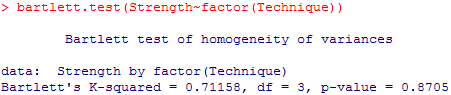 > bartlett.test(Strength~factor(Technique))
Bartlett test of homogeneity of variances
data:  Strength by factor(Technique)
Bartlett's K-squared = 0.71158, df = 3, p-value = 0.8705